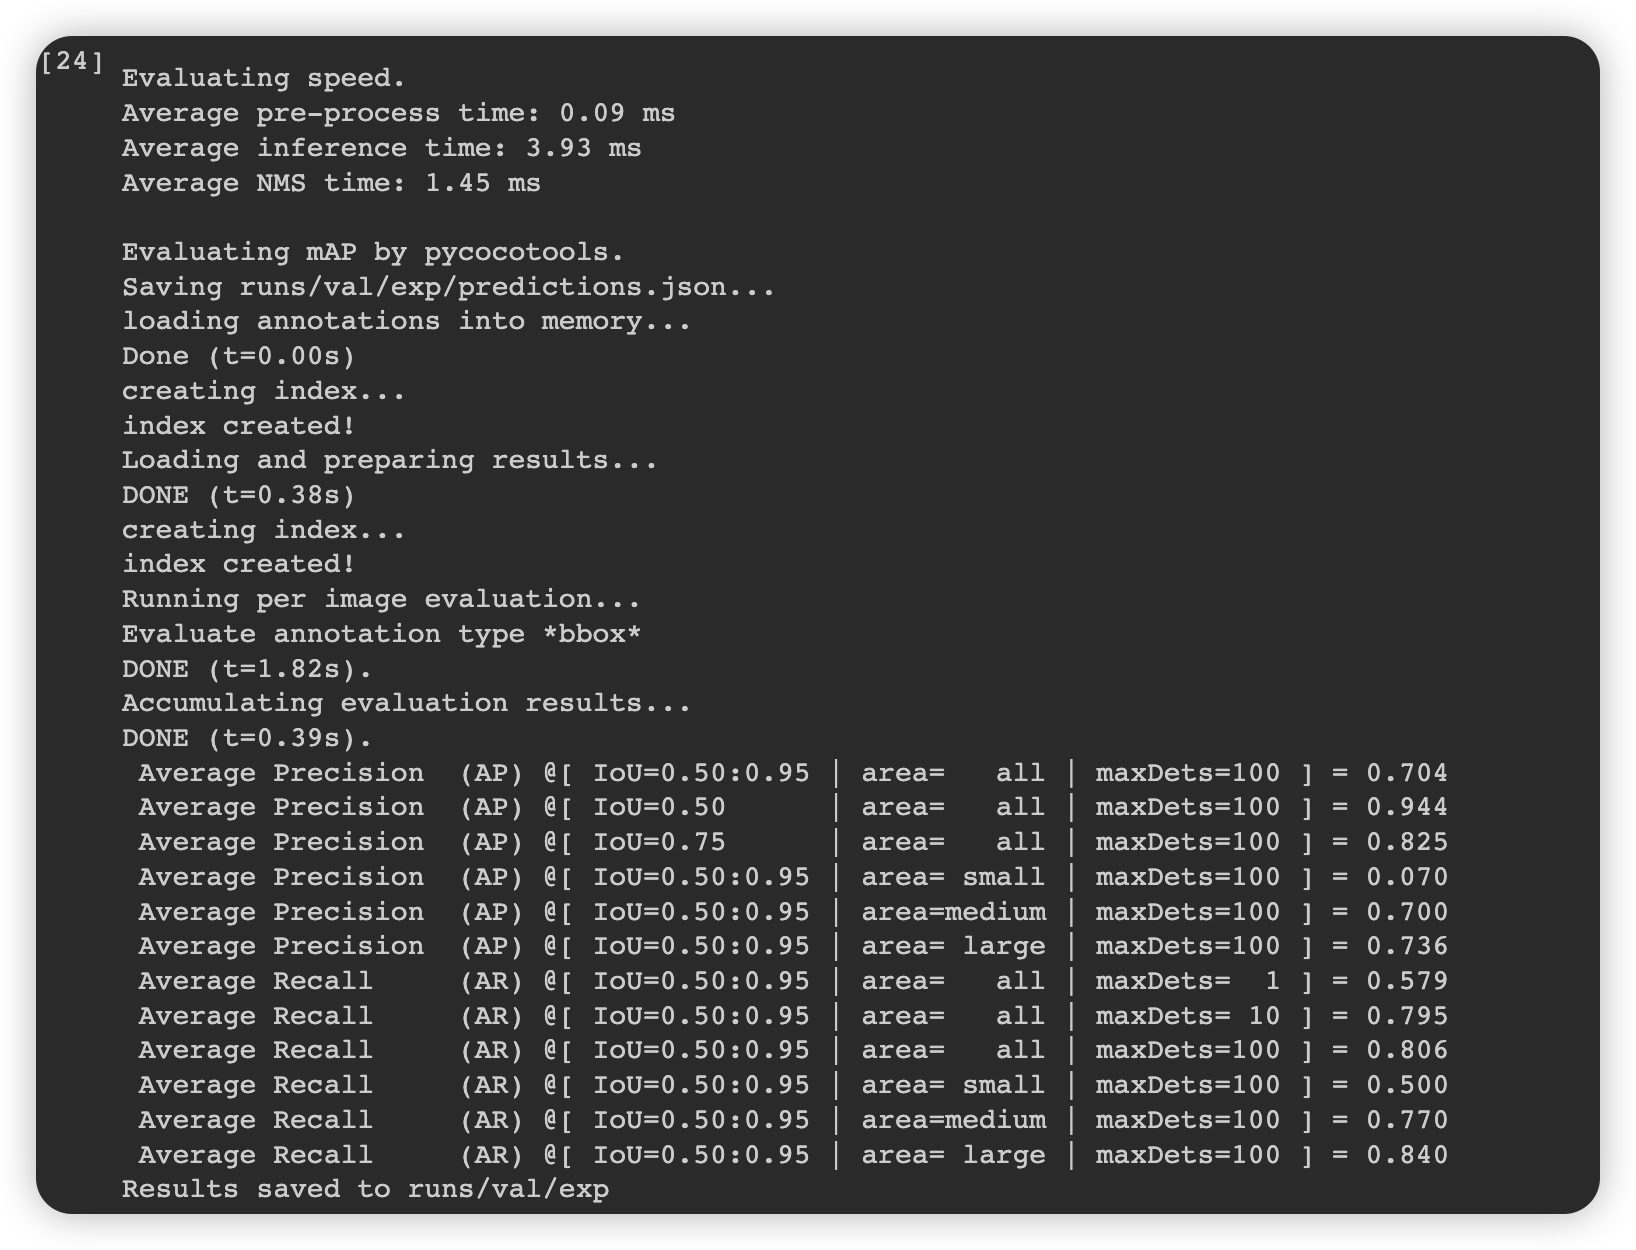 [24]
Evaluating speed.
Average pre-process time: 0.09 ms
Average inference time: 3.93 ms
Average NMS time: 1.45 ms

Evaluating mAP by pycocotools.
Saving runs/val/exp/predictions.json...
loading annotations into memory...
Done (t=0.00s)
creating index...
index created!
Loading and preparing results...
DONE (t=0.38s)
creating index...
index created!
Running per image evaluation...
Evaluate annotation type *bbox*
DONE (t=1.82s).
Accumulating evaluation results...
DONE (t=0.39s).
 Average Precision  (AP) @[ IoU=0.50:0.95 | area=   all | maxDets=100 ] = 0.704
 Average Precision  (AP) @[ IoU=0.50      | area=   all | maxDets=100 ] = 0.944
 Average Precision  (AP) @[ IoU=0.75      | area=   all | maxDets=100 ] = 0.825
 Average Precision  (AP) @[ IoU=0.50:0.95 | area= small | maxDets=100 ] = 0.070
 Average Precision  (AP) @[ IoU=0.50:0.95 | area=medium | maxDets=100 ] = 0.700
 Average Precision  (AP) @[ IoU=0.50:0.95 | area= large | maxDets=100 ] = 0.736
 Average Recall     (AR) @[ IoU=0.50:0.95 | area=   all | maxDets=  1 ] = 0.579
 Average Recall     (AR) @[ IoU=0.50:0.95 | area=   all | maxDets= 10 ] = 0.795
 Average Recall     (AR) @[ IoU=0.50:0.95 | area=   all | maxDets=100 ] = 0.806
 Average Recall     (AR) @[ IoU=0.50:0.95 | area= small | maxDets=100 ] = 0.500
 Average Recall     (AR) @[ IoU=0.50:0.95 | area=medium | maxDets=100 ] = 0.770
 Average Recall     (AR) @[ IoU=0.50:0.95 | area= large | maxDets=100 ] = 0.840
Results saved to runs/val/exp